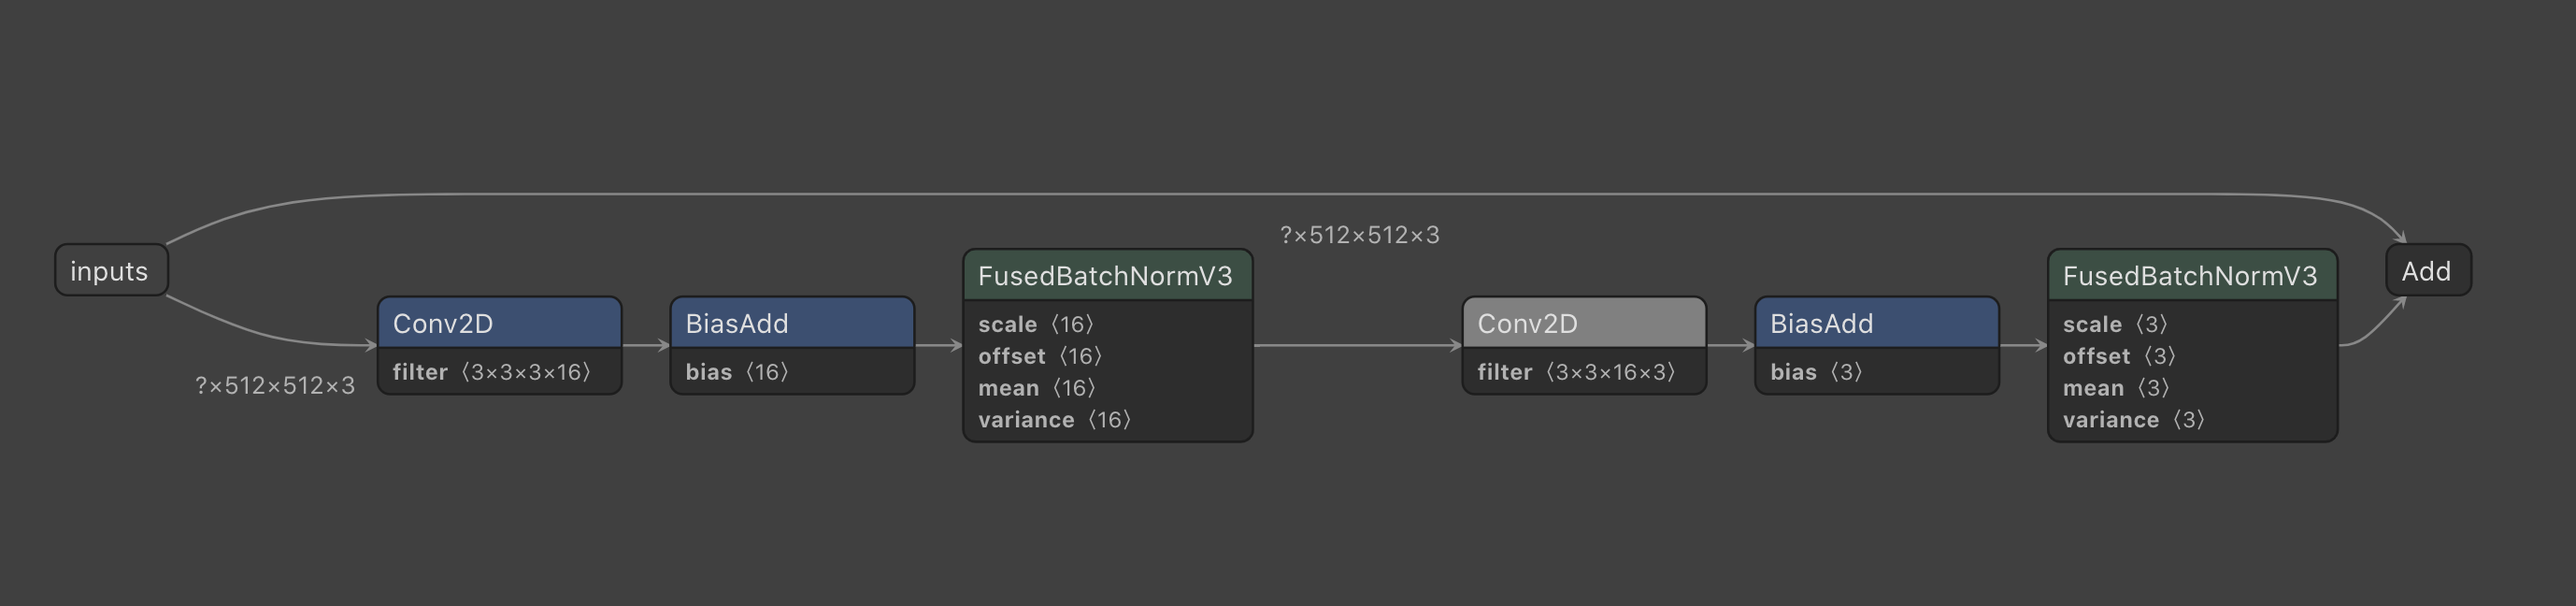 inputs
?×512×512×3
Conv2D
filter ⟨3×3×3×16⟩
BiasAdd
bias ⟨16⟩
FusedBatchNormV3
scale ⟨16⟩
offset ⟨16⟩
mean ⟨16⟩
variance ⟨16⟩
?×512×512×3
Conv2D
filter ⟨3×3×16×3⟩
BiasAdd
bias ⟨3⟩
FusedBatchNormV3
scale ⟨3⟩
offset ⟨3⟩
mean ⟨3⟩
variance ⟨3⟩
Add